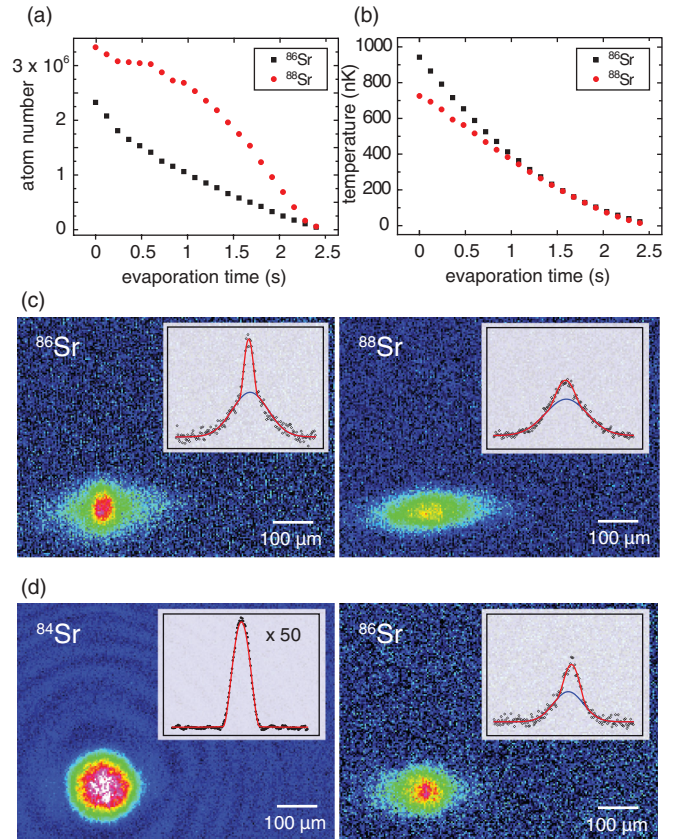 (a)
(b)
3 x 10⁶
2
1
0
atom number
⁸⁶Sr
⁸⁸Sr
0 0.5 1 1.5 2 2.5
evaporation time (s)
1000
800
600
400
200
0
temperature (nK)
⁸⁶Sr
⁸⁸Sr
0 0.5 1 1.5 2 2.5
evaporation time (s)
(c)
⁸⁶Sr
100 μm
⁸⁸Sr
100 μm
(d)
⁸⁴Sr
x 50
100 μm
⁸⁶Sr
100 μm